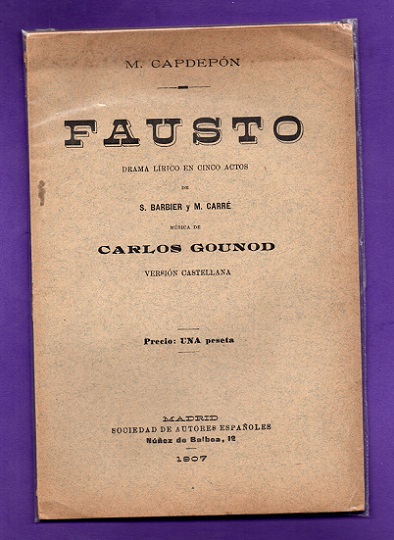 M. CAPDEPÓN
FAUSTO
DRAMA LÍRICO EN CINCO ACTOS
DE
S. BARBIER y M. CARRÉ
MÚSICA DE
CARLOS GOUNOD
VERSIÓN CASTELLANA
Precio: UNA peseta
MADRID
SOCIEDAD DE AUTORES ESPAÑOLES
Núñez de Balboa, 12
1907